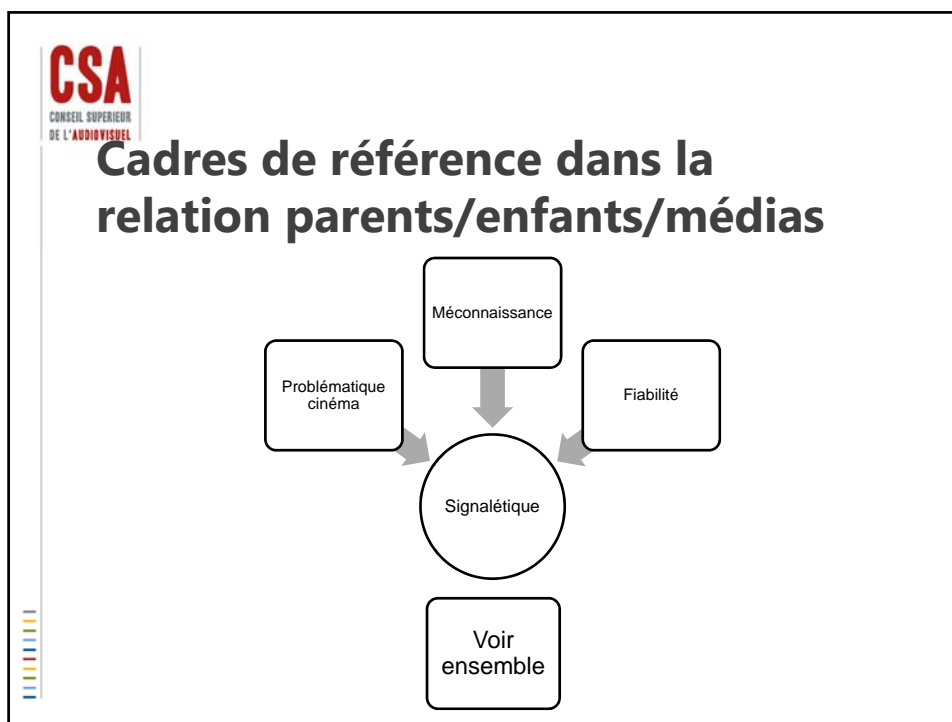 CSA
CONSEIL SUPERIEUR
DE L'AUDIOVISUEL
Cadres de référence dans la
relation parents/enfants/médias
Méconnaissance
Problématique
cinéma
Fiabilité
Signalétique
Voir
ensemble